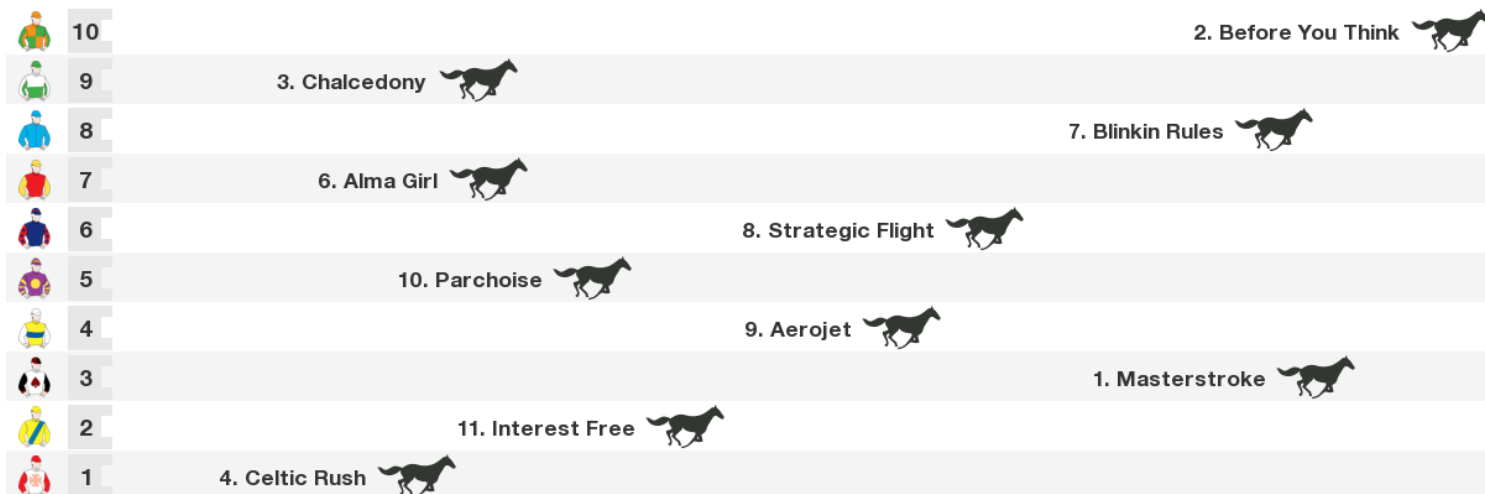 10 2. Before You Think
9 3. Chalcedony
8 7. Blinkin Rules
7 6. Alma Girl
6 8. Strategic Flight
5 10. Parchoise
4 9. Aerojet
3 1. Masterstroke
2 11. Interest Free
1 4. Celtic Rush